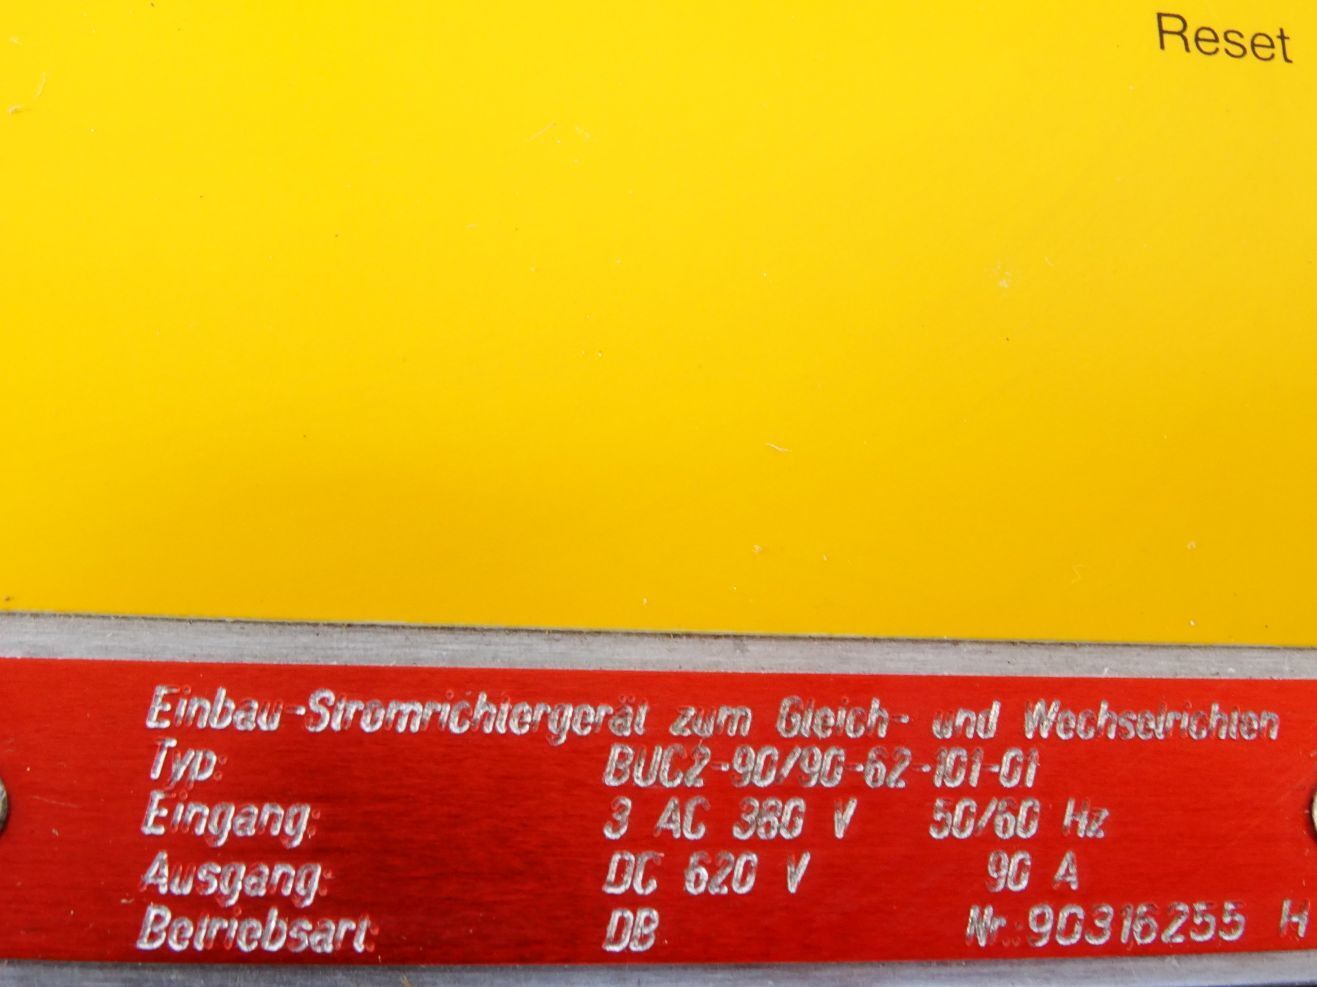 Reset
Einbau-Stromrichtergerät zum Gleich- und Wechselrichten
Typ: BUC2-90/90-62-101-01
Eingang: 3 AC 380 V 50/60 Hz
Ausgang: DC 620 V 90 A
Betriebsart: DB Nr.:90316255 H